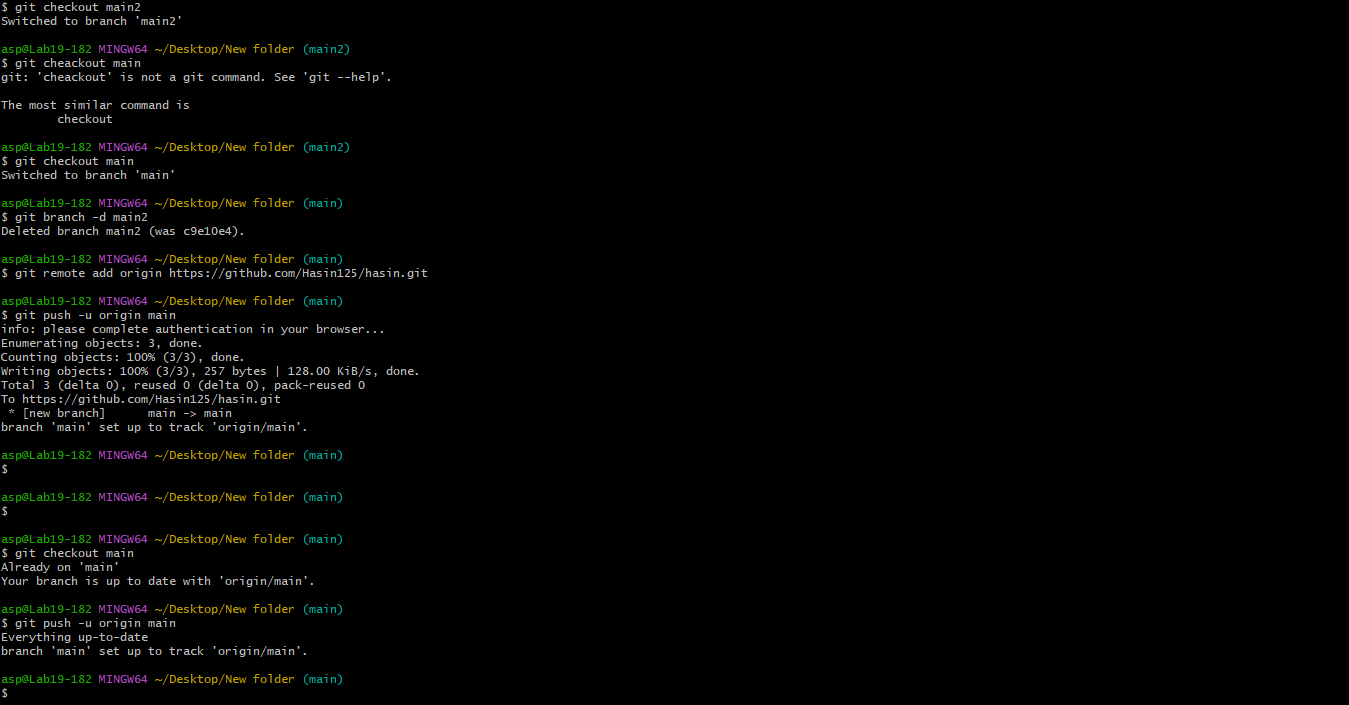 $ git checkout main2
Switched to branch 'main2'
asp@Lab19-182 MINGW64 ~/Desktop/New folder (main2)
$ git cheackout main
git: 'cheackout' is not a git command. See 'git --help'.
The most similar command is
        checkout
asp@Lab19-182 MINGW64 ~/Desktop/New folder (main2)
$ git checkout main
Switched to branch 'main'
asp@Lab19-182 MINGW64 ~/Desktop/New folder (main)
$ git branch -d main2
Deleted branch main2 (was c9e10e4).
asp@Lab19-182 MINGW64 ~/Desktop/New folder (main)
$ git remote add origin https://github.com/Hasin125/hasin.git
asp@Lab19-182 MINGW64 ~/Desktop/New folder (main)
$ git push -u origin main
info: please complete authentication in your browser...
Enumerating objects: 3, done.
Counting objects: 100% (3/3), done.
Writing objects: 100% (3/3), 257 bytes | 128.00 KiB/s, done.
Total 3 (delta 0), reused 0 (delta 0), pack-reused 0
To https://github.com/Hasin125/hasin.git
 * [new branch]      main -> main
branch 'main' set up to track 'origin/main'.
asp@Lab19-182 MINGW64 ~/Desktop/New folder (main)
$
asp@Lab19-182 MINGW64 ~/Desktop/New folder (main)
$
asp@Lab19-182 MINGW64 ~/Desktop/New folder (main)
$ git checkout main
Already on 'main'
Your branch is up to date with 'origin/main'.
asp@Lab19-182 MINGW64 ~/Desktop/New folder (main)
$ git push -u origin main
Everything up-to-date
branch 'main' set up to track 'origin/main'.
asp@Lab19-182 MINGW64 ~/Desktop/New folder (main)
$